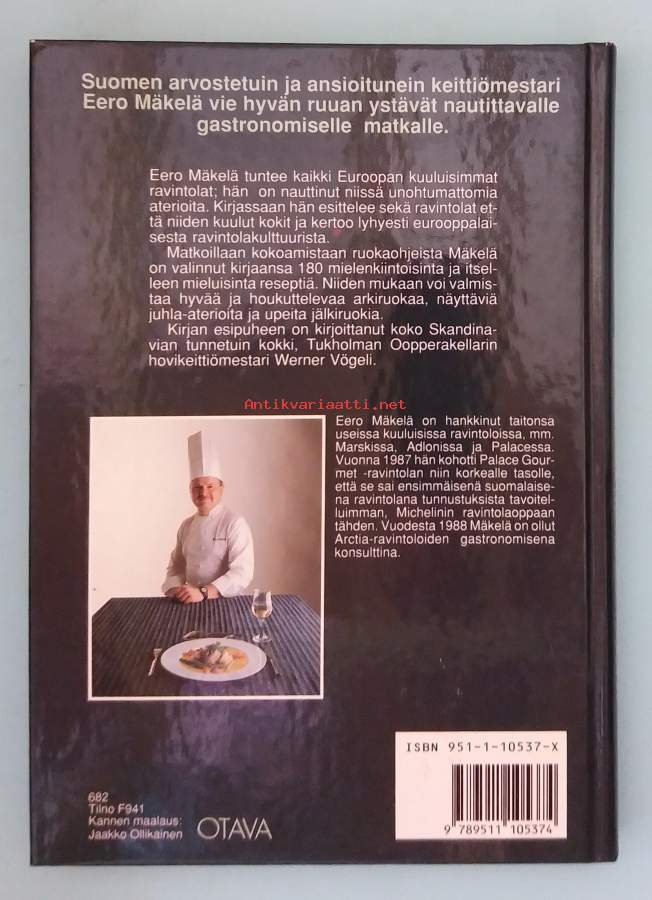 Suomen arvostetuin ja ansioitunein keittiömestari
Eero Mäkelä vie hyvän ruuan ystävät nautittavalle
gastronomiselle matkalle.
Eero Mäkelä tuntee kaikki Euroopan kuuluisimmat
ravintolat; hän on nauttinut niissä unohtumattomia
aterioita. Kirjassaan hän esittelee sekä ravintolat et-
tä niiden kuulut kokit ja kertoo lyhyesti eurooppalai-
sesta ravintolakulttuurista.
Matkoillaan kokoamistaan ruokaohjeista Mäkelä
on valinnut kirjaansa 180 mielenkiintoisinta ja itsel-
leen mieluisinta reseptiä. Niiden mukaan voi valmis-
taa hyvää ja houkuttelevaa arkiruokaa, näyttäviä
juhla-aterioita ja upeita jälkiruokia.
Kirjan esipuheen on kirjoittanut koko Skandina-
vian tunnetuin kokki, Tukholman Oopperakellarin
hovikeittiömestari Werner Vögeli.
Antikvariaatti.net
Eero Mäkelä on hankkinut taitonsa
useissa kuuluisissa ravintoloissa, mm.
Marskissa, Adlonissa ja Palacessa.
Vuonna 1987 hän kohotti Palace Gour-
met -ravintolan niin korkealle tasolle,
että se sai ensimmäisenä suomalaise-
na ravintolana tunnustuksista tavoitel-
luimman, Michelinin ravintolaoppaan
tähden. Vuodesta 1988 Mäkelä on ollut
Arctia-ravintoloiden gastronomisena
konsulttina.
ISBN 951-1-10537-X
9 789511 105374
682
Tilno F941
Kannen maalaus:
Jaakko Ollikainen
OTAVA